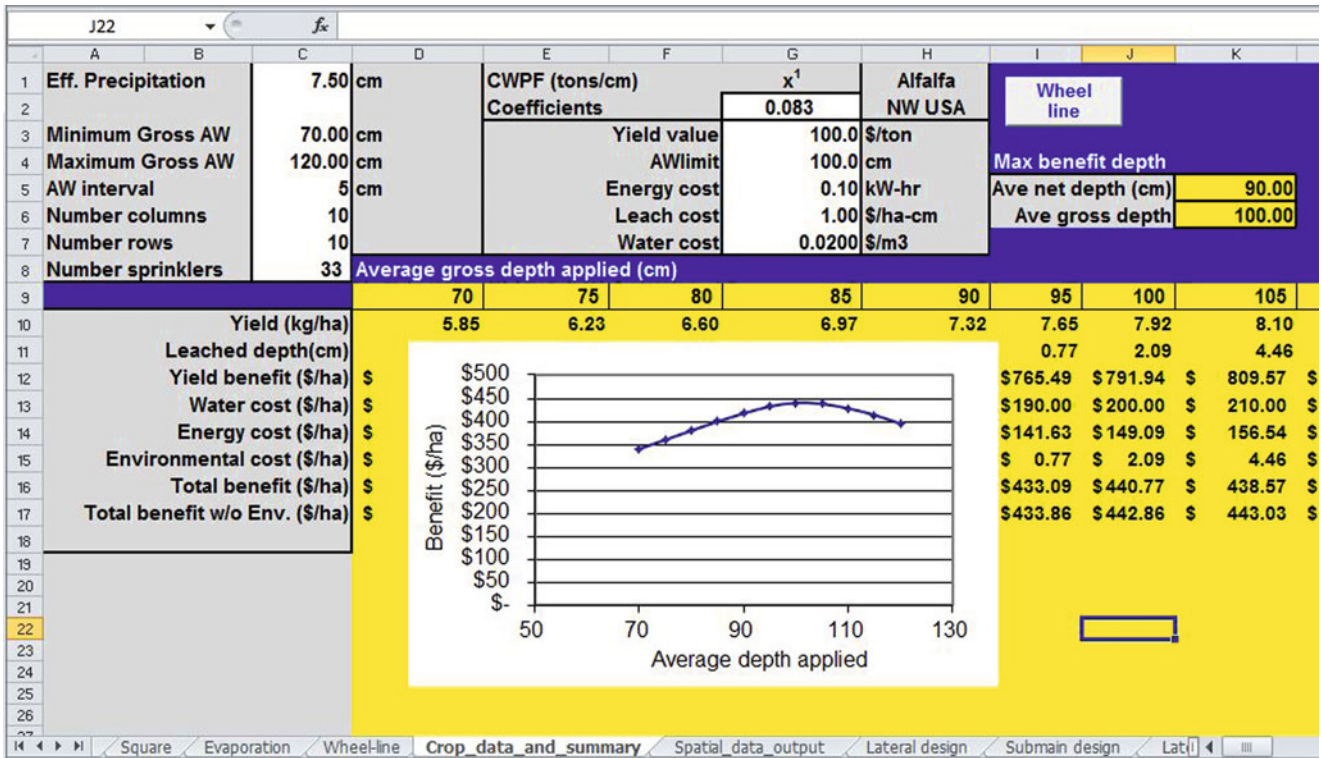 J22 fx
A B C D E F G H I J K
1 Eff. Precipitation 7.50 cm CWPF (tons/cm) x¹ Alfalfa Wheel
2 Coefficients 0.083 NW USA line
3 Minimum Gross AW 70.00 cm Yield value 100.0 $/ton
4 Maximum Gross AW 120.00 cm AWlimit 100.0 cm Max benefit depth
5 AW interval 5 cm Energy cost 0.10 kW-hr Ave net depth (cm) 90.00
6 Number columns 10 Leach cost 1.00 $/ha-cm Ave gross depth 100.00
7 Number rows 10 Water cost 0.0200 $/m3
8 Number sprinklers 33 Average gross depth applied (cm)
9 70 75 80 85 90 95 100 105
10 Yield (kg/ha) 5.85 6.23 6.60 6.97 7.32 7.65 7.92 8.10
11 Leached depth(cm) 0.77 2.09 4.46
12 Yield benefit ($/ha) $ $765.49 $791.94 $ 809.57 $
13 Water cost ($/ha) $ $190.00 $200.00 $ 210.00 $
14 Energy cost ($/ha) $ $141.63 $149.09 $ 156.54 $
15 Environmental cost ($/ha) $ $ 0.77 $ 2.09 $ 4.46 $
16 Total benefit ($/ha) $ $433.09 $440.77 $ 438.57 $
17 Total benefit w/o Env. ($/ha) $ $433.86 $442.86 $ 443.03 $
18
19
20
21
22
23
24
25
26
Benefit ($/ha)
$500
$450
$400
$350
$300
$250
$200
$150
$100
$50
$-
50 70 90 110 130
Average depth applied
Square Evaporation Wheel-line Crop_data_and_summary Spatial_data_output Lateral design Submain design Late